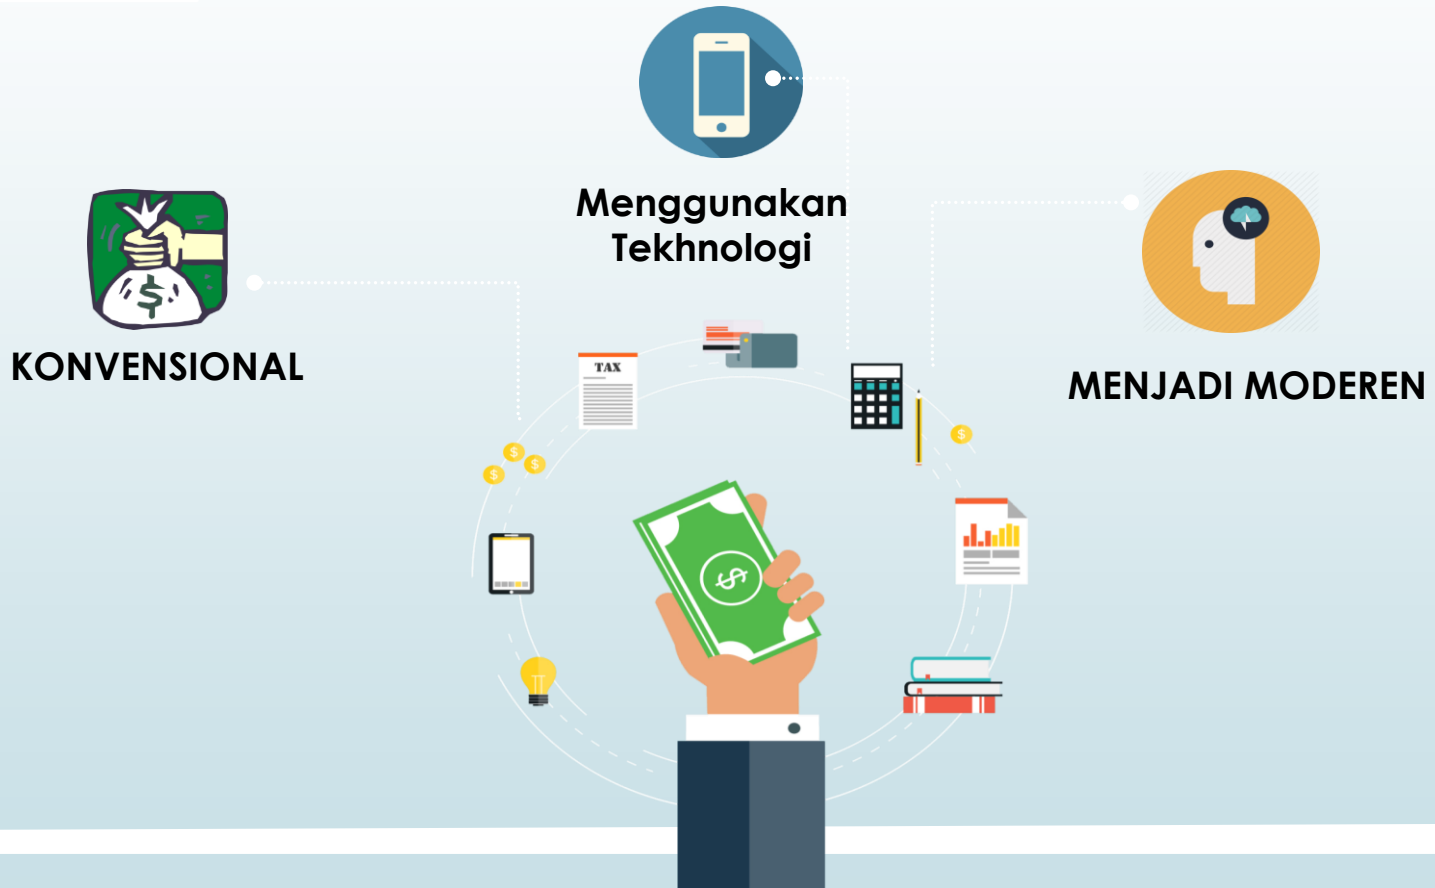 Menggunakan
Tekhnologi
KONVENSIONAL
MENJADI MODEREN
TAX